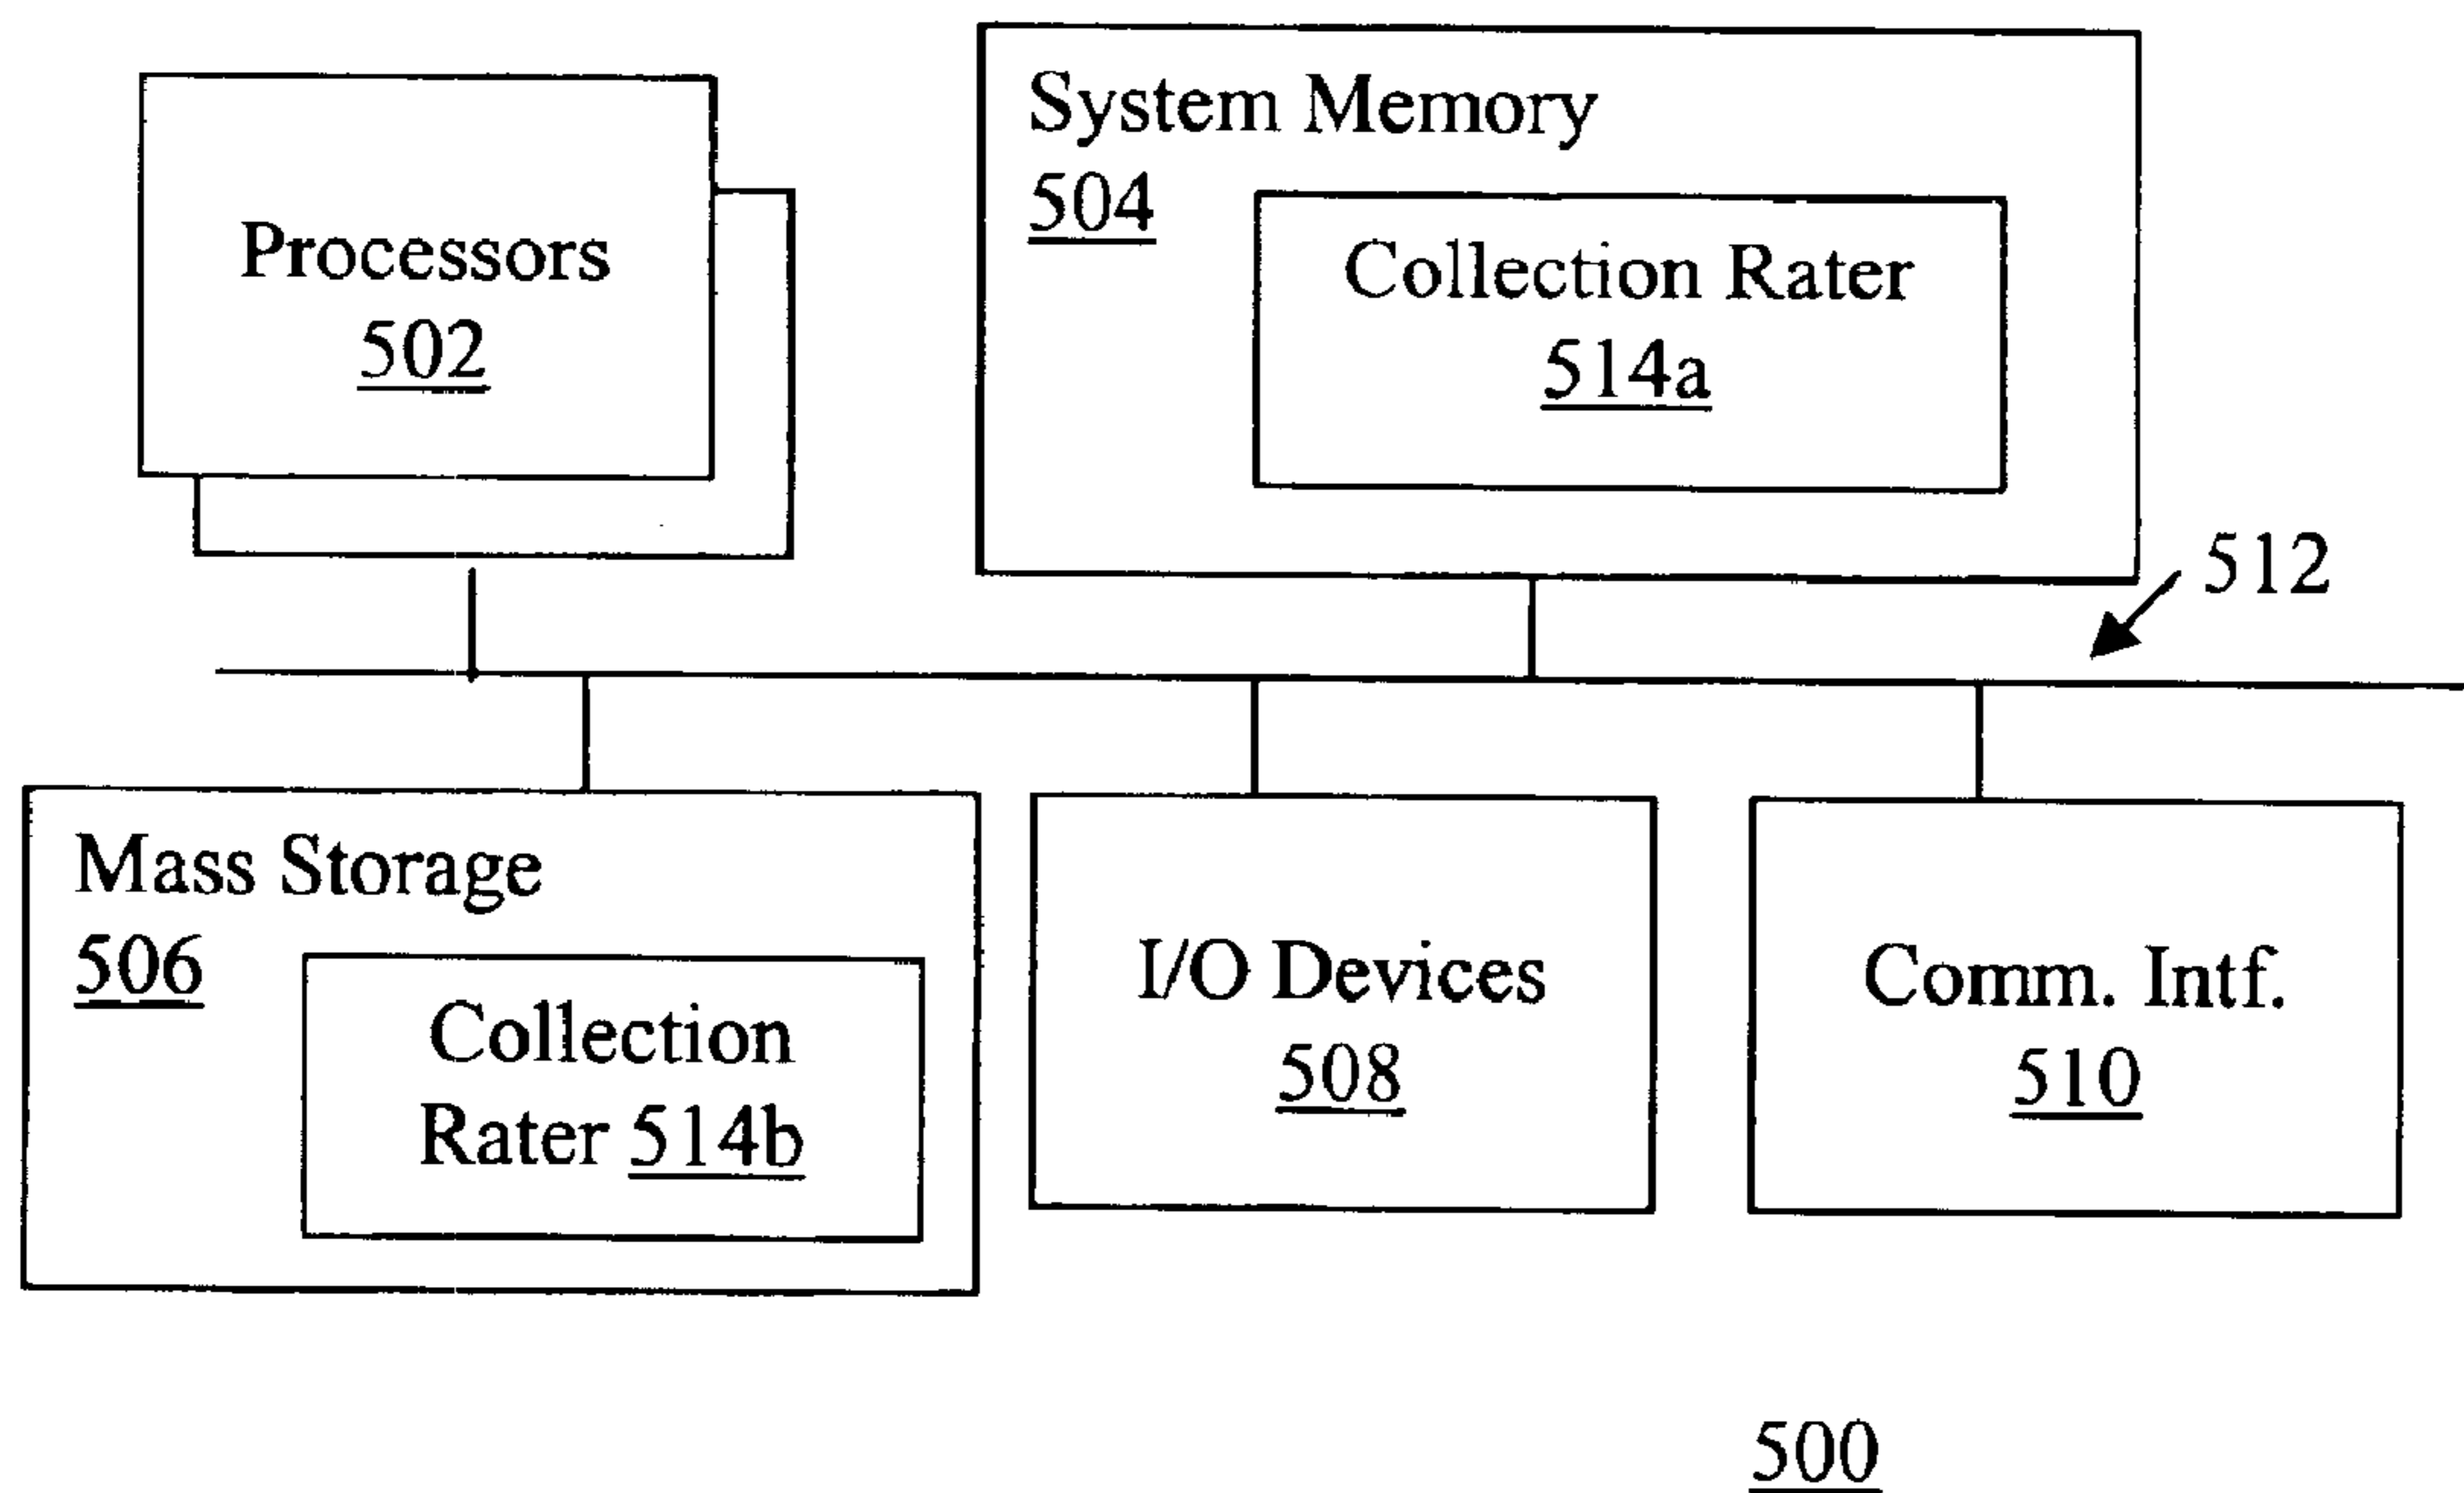 Processors
502
System Memory
504
Collection Rater
514a
512
Mass Storage
506
Collection
Rater 514b
I/O Devices
508
Comm. Intf.
510
500